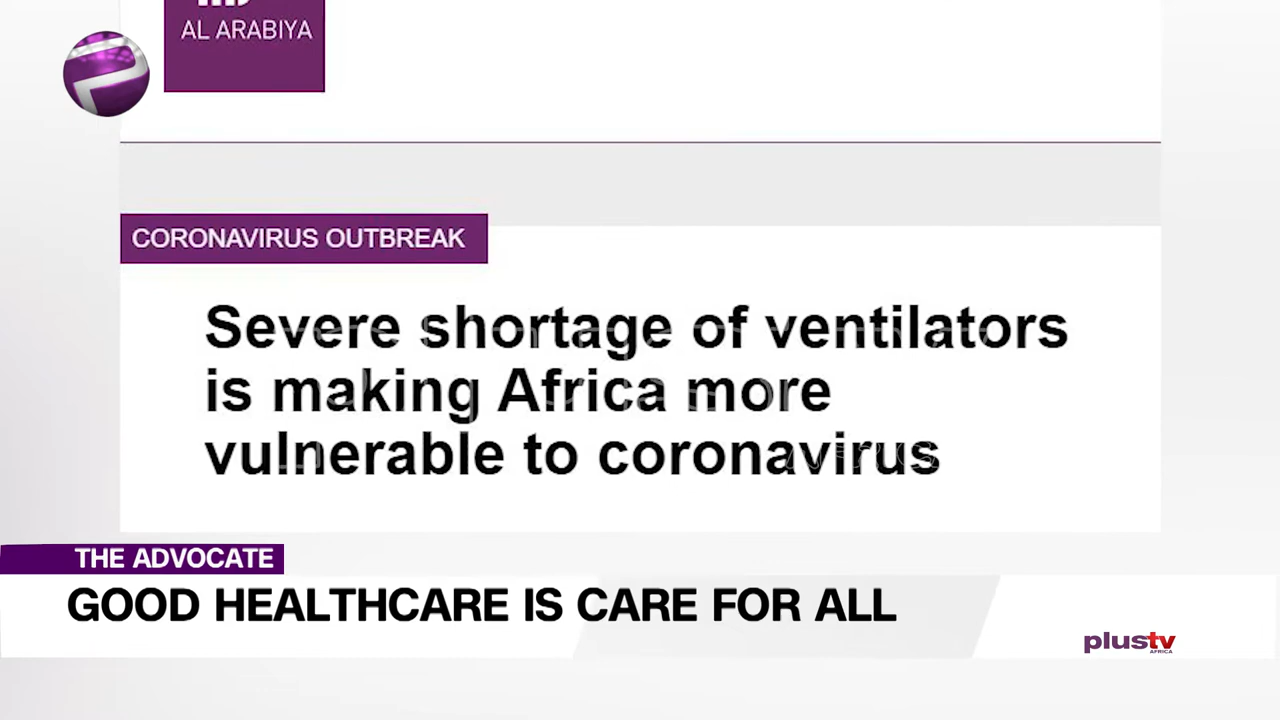 AL ARABIYA
CORONAVIRUS OUTBREAK
Severe shortage of ventilators
is making Africa more
vulnerable to coronavirus
THE ADVOCATE
GOOD HEALTHCARE IS CARE FOR ALL
plustv
AFRICA